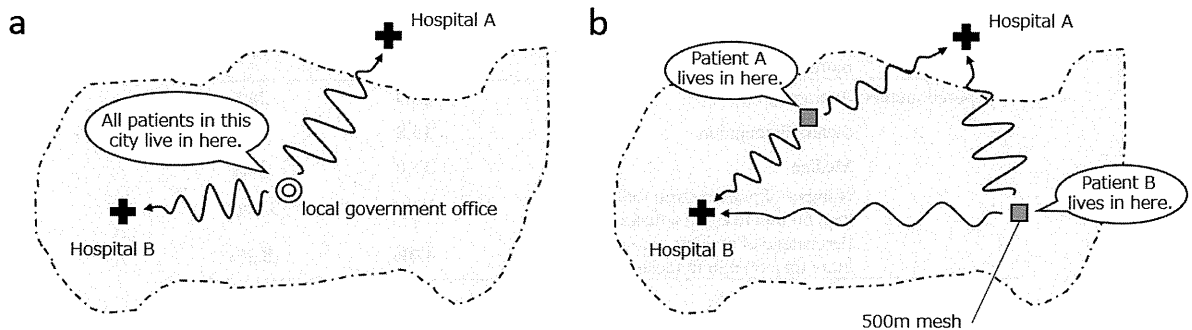 a
Hospital A
All patients in this
city live in here.
local government office
Hospital B
b
Hospital A
Patient A
lives in here.
Patient B
lives in here.
Hospital B
500m mesh